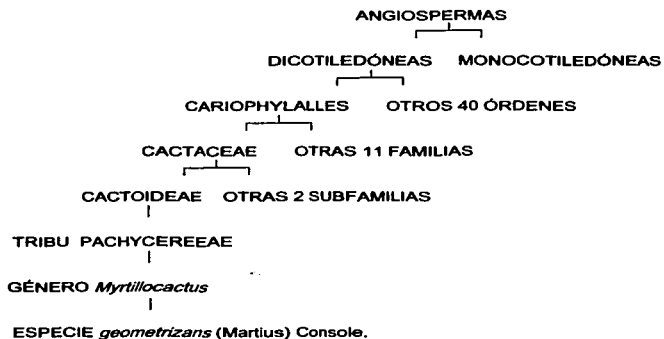 ANGIOSPERMAS
DICOTILEDÓNEAS MONOCOTILEDÓNEAS
CARIOPHYLALLES OTROS 40 ÓRDENES
CACTACEAE OTRAS 11 FAMILIAS
CACTOIDEAE OTRAS 2 SUBFAMILIAS
TRIBU PACHYCEREEAE
GÉNERO Myrtillocactus
ESPECIE geometrizans (Martius) Console.